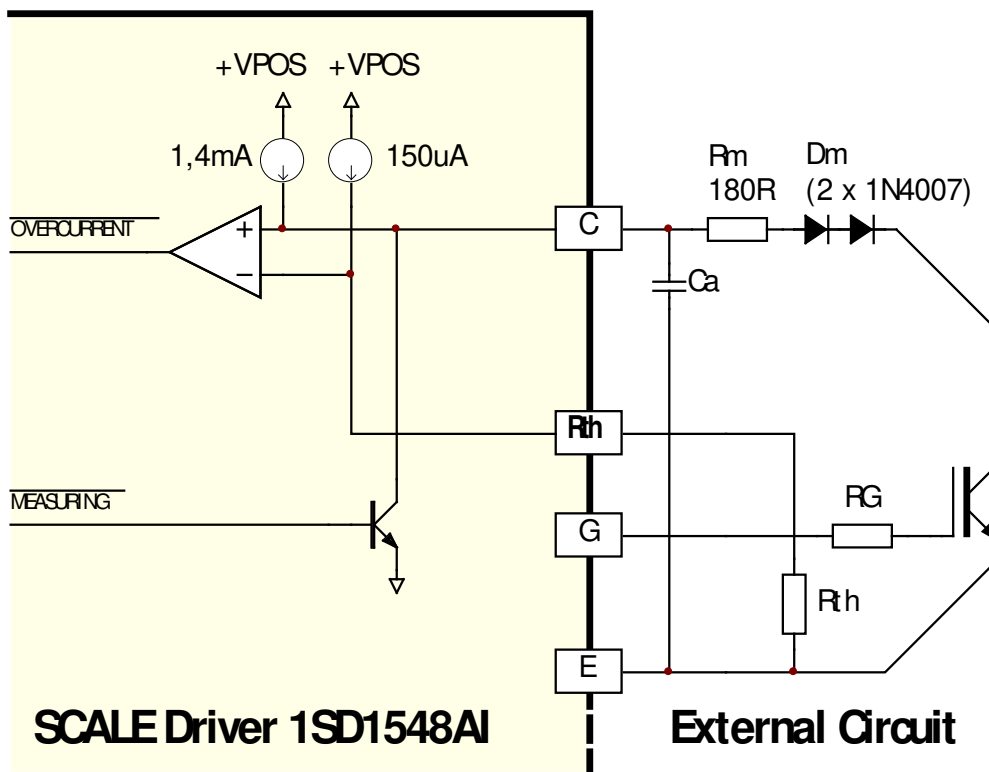 +VPOS +VPOS
1,4mA 150uA
Rm Dm
180R (2 x 1N4007)
OVERCURRENT
+
−
C
Ca
Rth
MEASURING
RG
G
Rth
E
SCALE Driver 1SD1548AI External Circuit